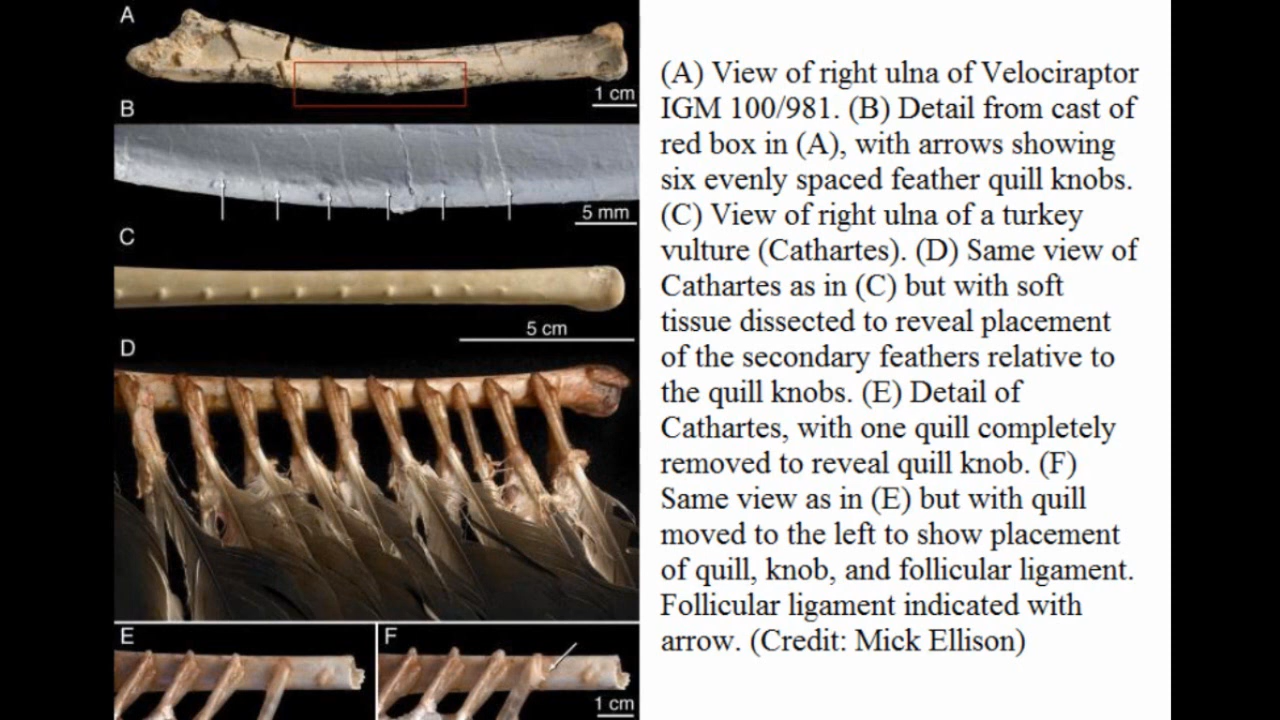 A
1 cm
B
5 mm
C
5 cm
D
E
F
1 cm
(A) View of right ulna of Velociraptor
IGM 100/981. (B) Detail from cast of
red box in (A), with arrows showing
six evenly spaced feather quill knobs.
(C) View of right ulna of a turkey
vulture (Cathartes). (D) Same view of
Cathartes as in (C) but with soft
tissue dissected to reveal placement
of the secondary feathers relative to
the quill knobs. (E) Detail of
Cathartes, with one quill completely
removed to reveal quill knob. (F)
Same view as in (E) but with quill
moved to the left to show placement
of quill, knob, and follicular ligament.
Follicular ligament indicated with
arrow. (Credit: Mick Ellison)